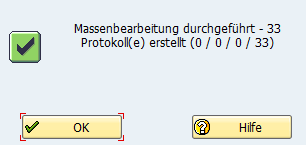 Massenbearbeitung durchgeführt - 33
Protokoll(e) erstellt (0 / 0 / 0 / 33)
OK
Hilfe